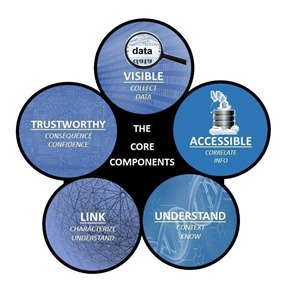 data
VISIBLE
COLLECT
DATA
TRUSTWORTHY
CONSEQUENCE
CONFIDENCE
THE
CORE
COMPONENTS
ACCESSIBLE
CORRELATE
INFO
LINK
CHARACTERIZE
UNDERSTAND
UNDERSTAND
CONTEXT
KNOW